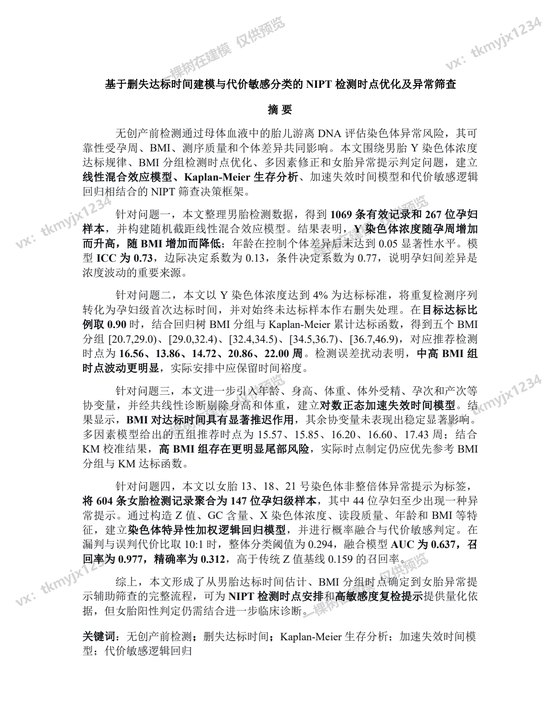 基于删失达标时间建模与代价敏感分类的 NIPT 检测时点优化及异常筛查
摘 要
无创产前检测通过母体血液中的胎儿游离 DNA 评估染色体异常风险，其可
靠性受孕周、BMI、测序质量和个体差异共同影响。本文围绕男胎 Y 染色体浓度
达标规律、BMI 分组检测时点优化、多因素修正和女胎异常提示判定问题，建立
线性混合效应模型、Kaplan-Meier 生存分析、加速失效时间模型和代价敏感逻辑
回归相结合的 NIPT 筛查决策框架。
针对问题一，本文整理男胎检测数据，得到 1069 条有效记录和 267 位孕妇
样本，并构建随机截距线性混合效应模型。结果表明，Y 染色体浓度随孕周增加
而升高，随 BMI 增加而降低；年龄在控制个体差异后未达到 0.05 显著性水平。模
型 ICC 为 0.73，边际决定系数为 0.13，条件决定系数为 0.77，说明孕妇间差异是
浓度波动的重要来源。
针对问题二，本文以 Y 染色体浓度达到 4% 为达标标准，将重复检测序列
转化为孕妇级首次达标时间，并对始终未达标样本作右删失处理。在目标达标比
例取 0.90 时，结合回归树 BMI 分组与 Kaplan-Meier 累计达标函数，得到五个 BMI
分组 [20.7,29.0)、[29.0,32.4)、[32.4,34.5)、[34.5,36.7)、[36.7,46.9)，对应推荐检测
时点为 16.56、13.86、14.72、20.86、22.00 周。检测误差扰动表明，中高 BMI 组
时点波动更明显，实际安排中应保留时间裕度。
针对问题三，本文进一步引入年龄、身高、体重、体外受精、孕次和产次等
协变量，并经共线性诊断剔除身高和体重，建立对数正态加速失效时间模型。结
果显示，BMI 对达标时间具有显著推迟作用，其余协变量未表现出稳定显著影响。
多因素模型给出的五组推荐时点为 15.57、15.85、16.20、16.60、17.43 周；结合
KM 校准结果，高 BMI 组存在更明显尾部风险，实际时点制定仍应优先参考 BMI
分组与 KM 达标函数。
针对问题四，本文以女胎 13、18、21 号染色体非整倍体异常提示为标签，
将 604 条女胎检测记录聚合为 147 位孕妇级样本，其中 44 位孕妇至少出现一种异
常提示。通过构造 Z 值、GC 含量、X 染色体浓度、读段质量、年龄和 BMI 等特
征，建立染色体特异性加权逻辑回归模型，并进行概率融合与代价敏感判定。在
漏判与误判代价比取 10:1 时，整体分类阈值为 0.294，融合模型 AUC 为 0.637，召
回率为 0.977，精确率为 0.312，高于传统 Z 值基线 0.159 的召回率。
综上，本文形成了从男胎达标时间估计、BMI 分组时点确定到女胎异常提
示辅助筛查的完整流程，可为 NIPT 检测时点安排和高敏感度复检提示提供量化依
据，但女胎阳性判定仍需结合进一步临床诊断。
关键词：无创产前检测；删失达标时间；Kaplan-Meier 生存分析；加速失效时间模
型；代价敏感逻辑回归
一棵树在建模 仅供预览
vx：tkmyjx1234